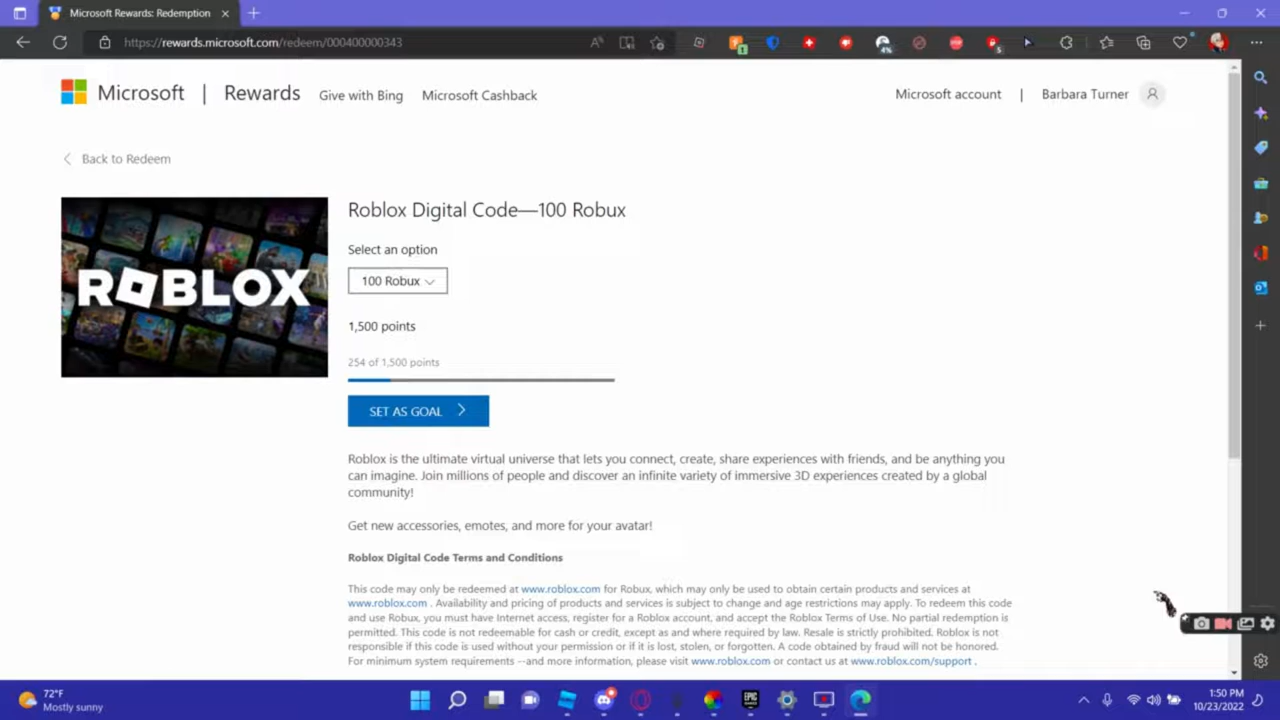 Microsoft Rewards: Redemption
https://rewards.microsoft.com/redeem/000400000343
Microsoft | Rewards Give with Bing Microsoft Cashback
Microsoft account | Barbara Turner
Back to Redeem
ROBLOX
Roblox Digital Code—100 Robux
Select an option
100 Robux
1,500 points
254 of 1,500 points
SET AS GOAL
Roblox is the ultimate virtual universe that lets you connect, create, share experiences with friends, and be anything you
can imagine. Join millions of people and discover an infinite variety of immersive 3D experiences created by a global
community!
Get new accessories, emotes, and more for your avatar!
Roblox Digital Code Terms and Conditions
This code may only be redeemed at www.roblox.com for Robux, which may only be used to obtain certain products and services at
www.roblox.com . Availability and pricing of products and services is subject to change and age restrictions may apply. To redeem this code
and use Robux, you must have Internet access, register for a Roblox account, and accept the Roblox Terms of Use. No partial redemption is
permitted. This code is not redeemable for cash or credit, except as and where required by law. Resale is strictly prohibited. Roblox is not
responsible if this code is used without your permission or if it is lost, stolen, or forgotten. A code obtained by fraud will not be honored.
For minimum system requirements --and more information, please visit www.roblox.com or contact us at www.roblox.com/support .
72°F
Mostly sunny
EPIC
1:50 PM
10/23/2022